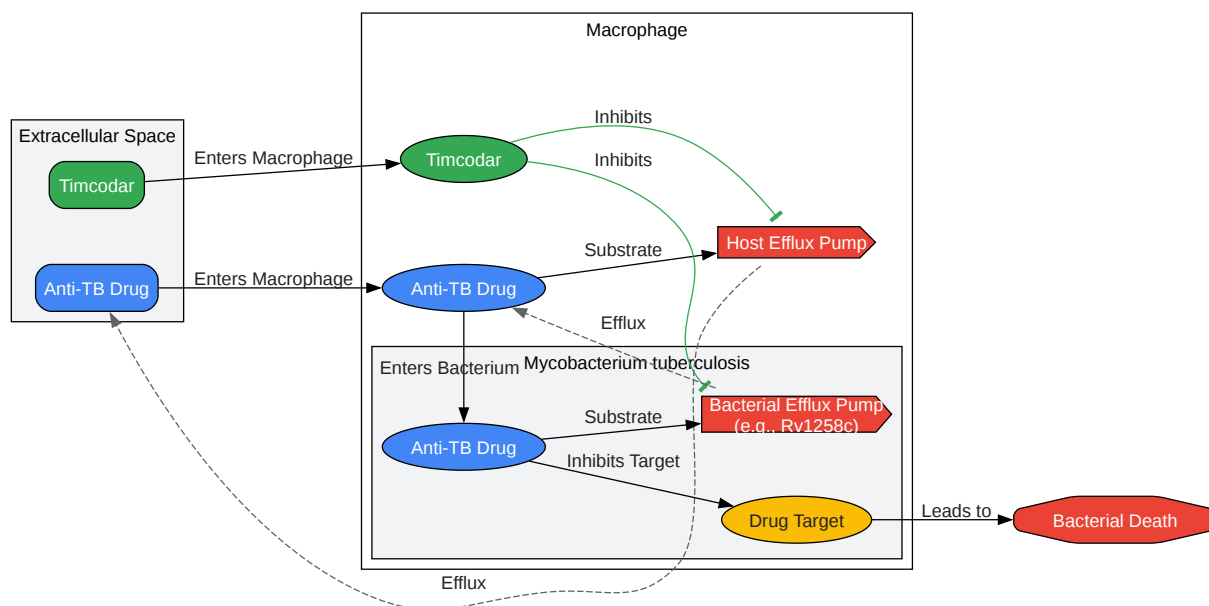 Macrophage
Extracellular Space
Timcodar
Enters Macrophage
Timcodar
Inhibits
Inhibits
Host Efflux Pump
Substrate
Anti-TB Drug
Enters Macrophage
Anti-TB Drug
Efflux
Enters Bacterium
Mycobacterium tuberculosis
Bacterial Efflux Pump
(e.g., Rv1258c)
Substrate
Anti-TB Drug
Inhibits Target
Drug Target
Leads to
Bacterial Death
Efflux